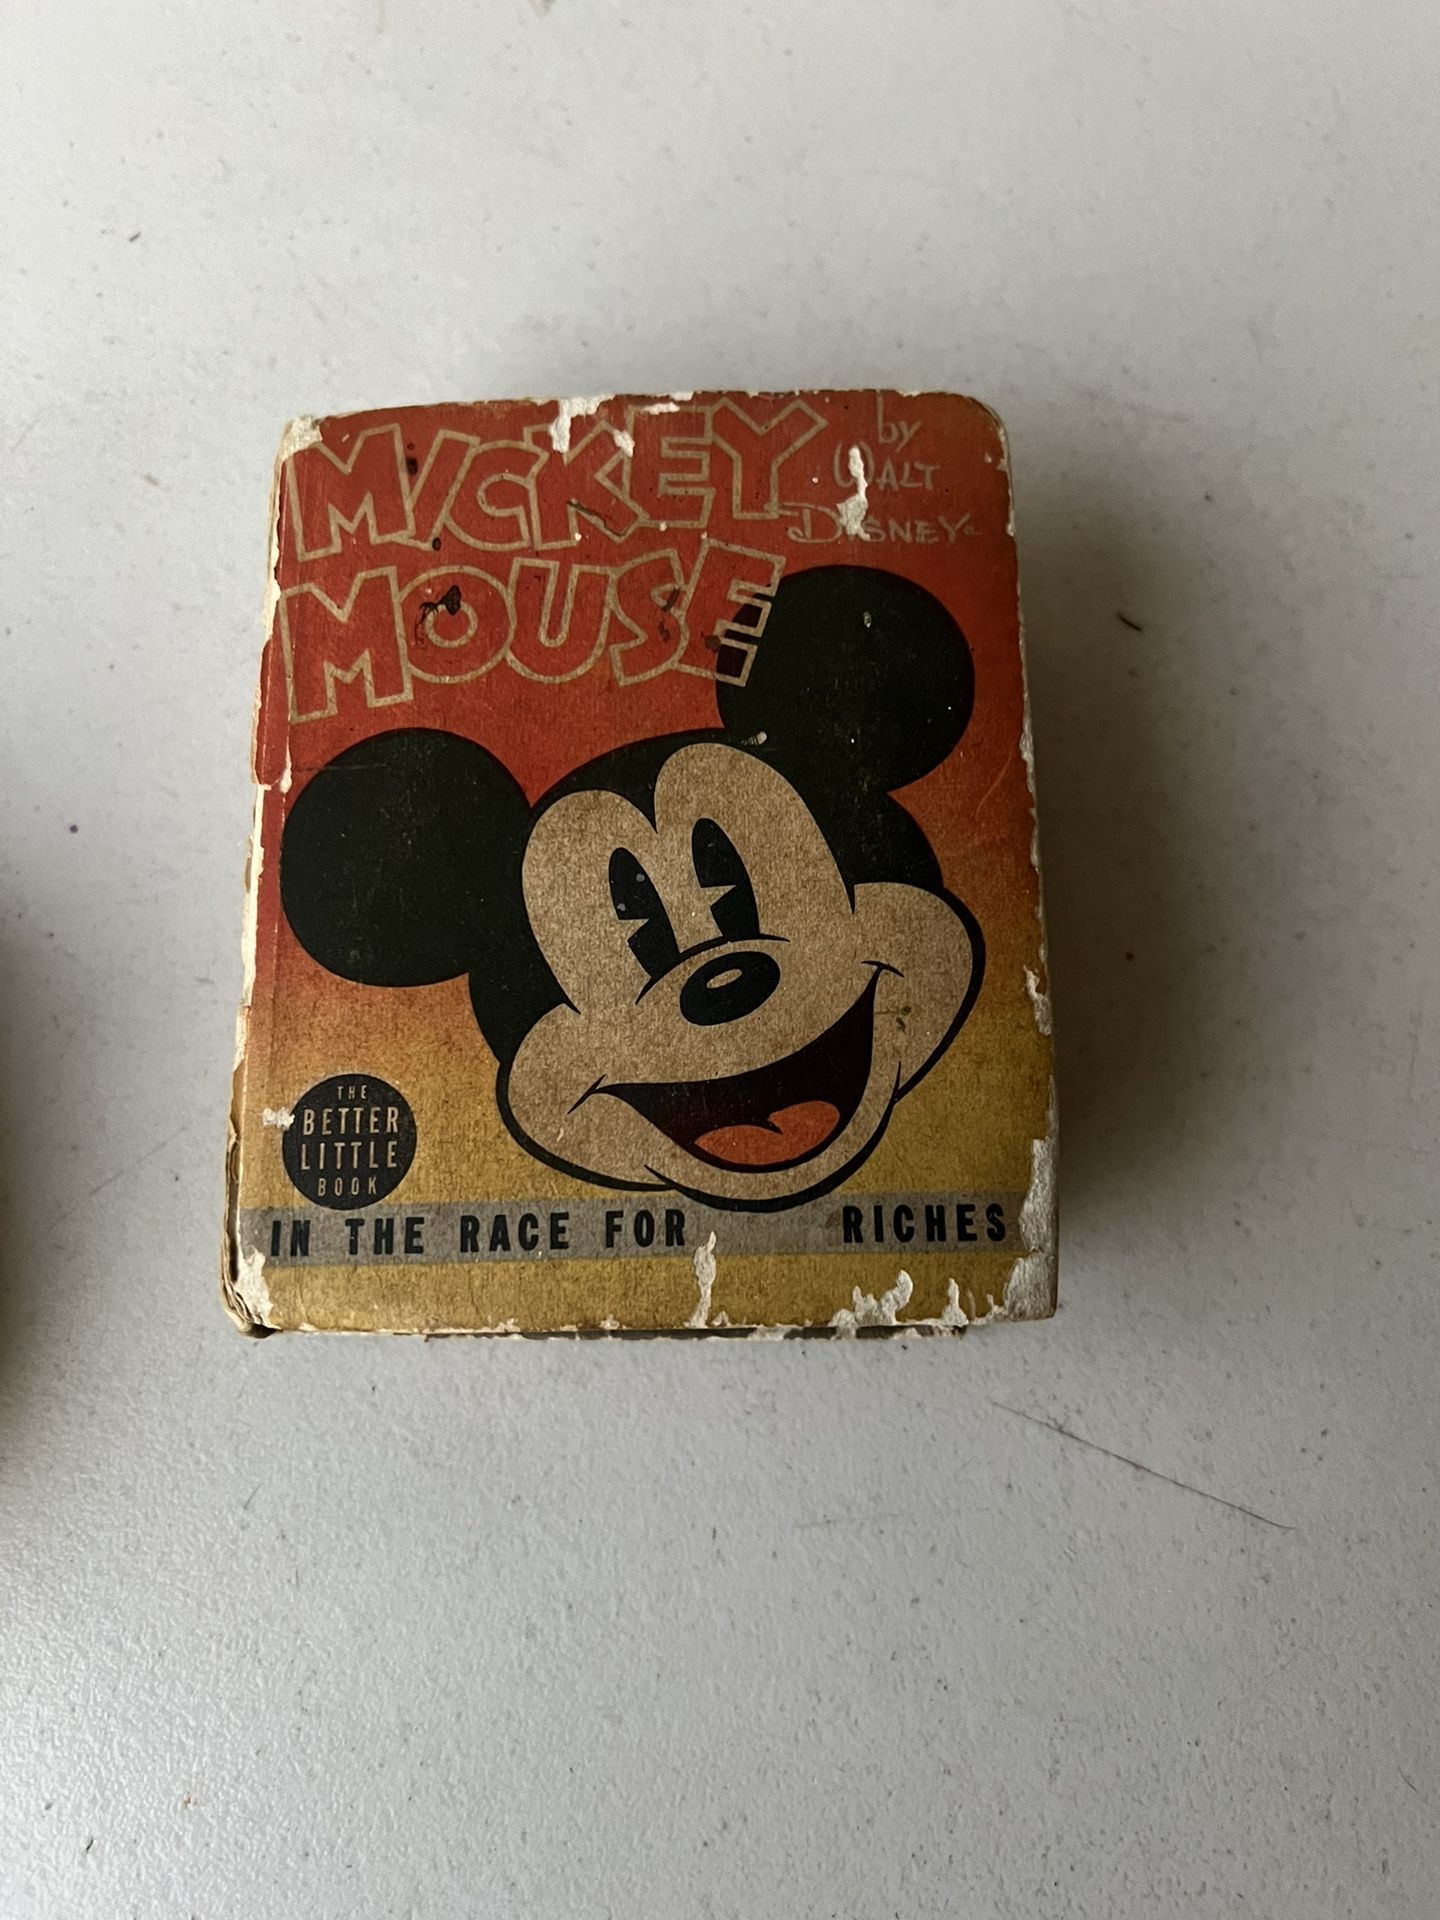 MICKEY
MOUSE
by
WALT
DISNEY
THE
BETTER
LITTLE
BOOK
IN THE RACE FOR RICHES